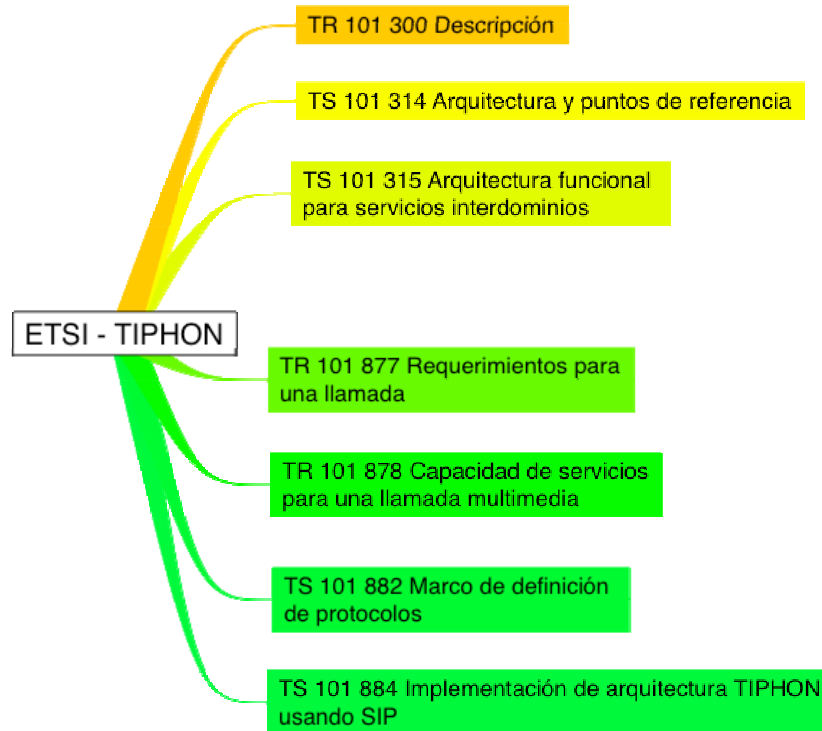 TR 101 300 Descripción
TS 101 314 Arquitectura y puntos de referencia
TS 101 315 Arquitectura funcional
para servicios interdominios
ETSI - TIPHON
TR 101 877 Requerimientos para
una llamada
TR 101 878 Capacidad de servicios
para una llamada multimedia
TS 101 882 Marco de definición
de protocolos
TS 101 884 Implementación de arquitectura TIPHON
usando SIP